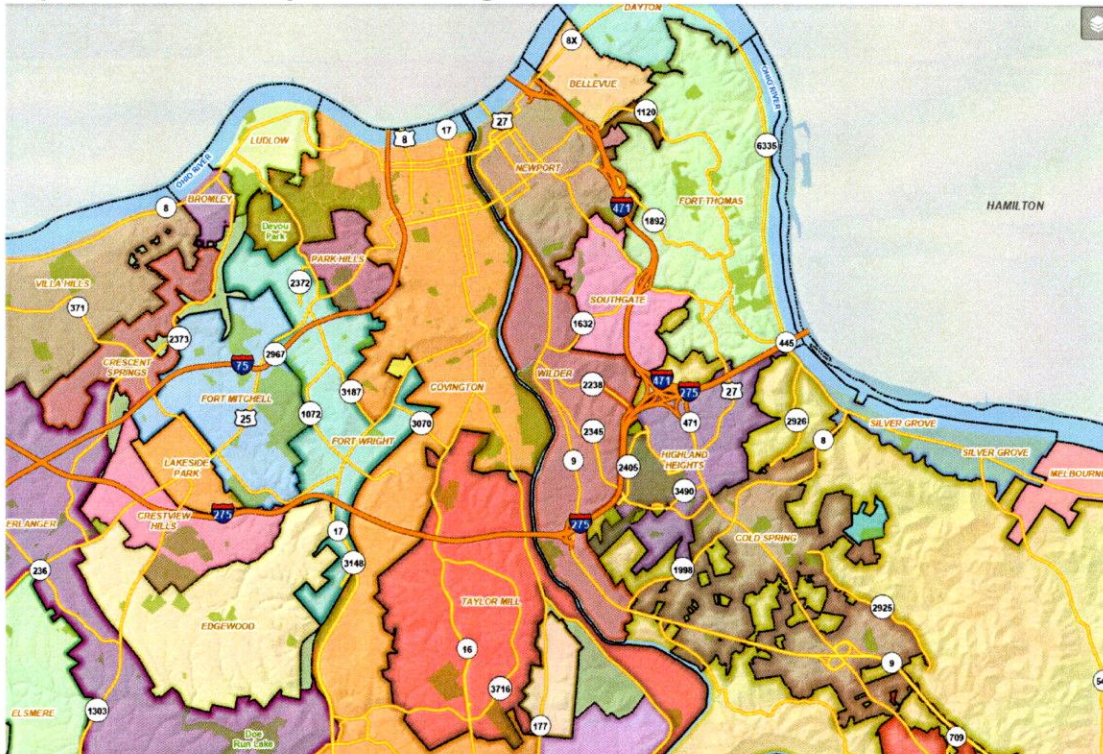 DAYTON
8X
BELLEVUE
OHIO RIVER
27
17
8
1120
LUDLOW
6335
NEWPORT
OHIO RIVER
BROMLEY
FORT THOMAS
HAMILTON
471
8
1892
Devou
Park
PARK HILLS
VILLA HILLS
2372
SOUTHGATE
371
1632
2373
2967
445
CRESCENT
SPRINGS
75
WILDER
471
275
2238
27
FORT MITCHELL
3187
COVINGTON
25
1072
3070
471
2926
SILVER GROVE
2345
8
FORT WRIGHT
HIGHLAND
HEIGHTS
SILVER GROVE
9
2405
LAKESIDE
PARK
MELBOURNE
3490
CRESTVIEW
HILLS
275
275
ERLANGER
17
COLD SPRING
3148
236
1998
TAYLOR MILL
2925
EDGEWOOD
16
9
3716
ELSMERE
1303
177
709
Doe
Run Lake